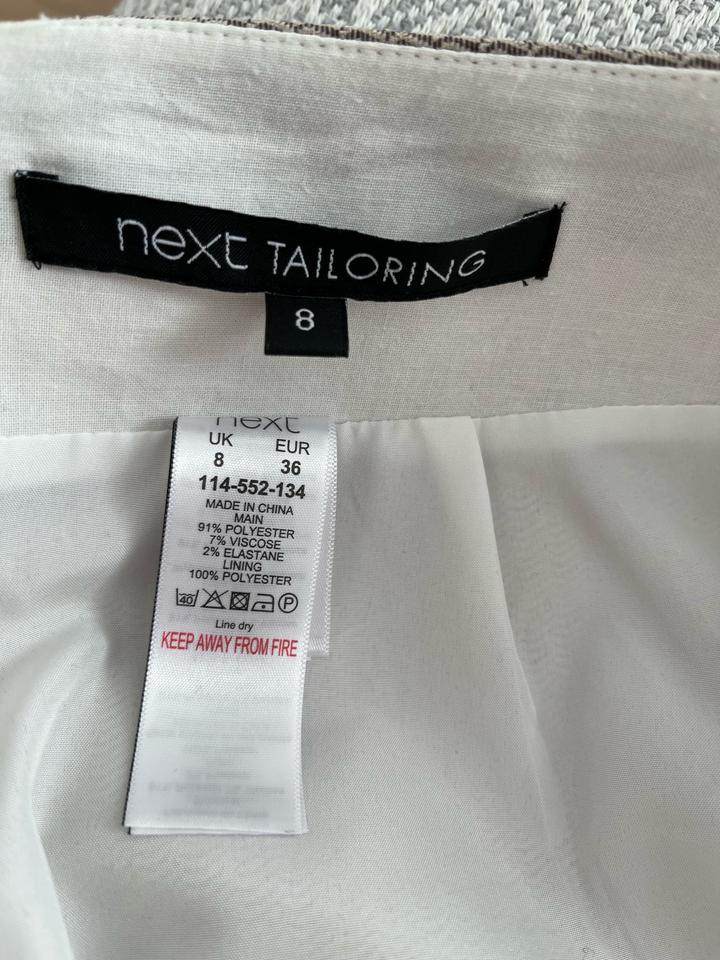 next TAILORING
8
next
UK EUR
8 36
114-552-134
MADE IN CHINA
MAIN
91% POLYESTER
7% VISCOSE
2% ELASTANE
LINING
100% POLYESTER
40 P
Line dry
KEEP AWAY FROM FIRE